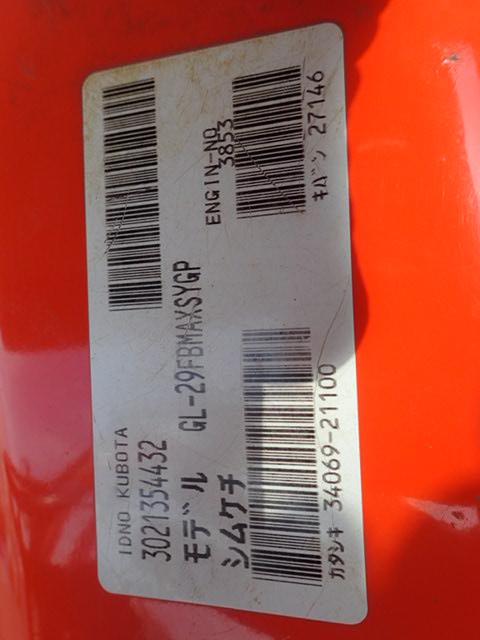 IDNO KUBOTA
3021354432
モデル GL-29FBMAXSYGP
シムケチ
ENGIN-NO
3853
カタシキ 34069-21100
キバン 27146